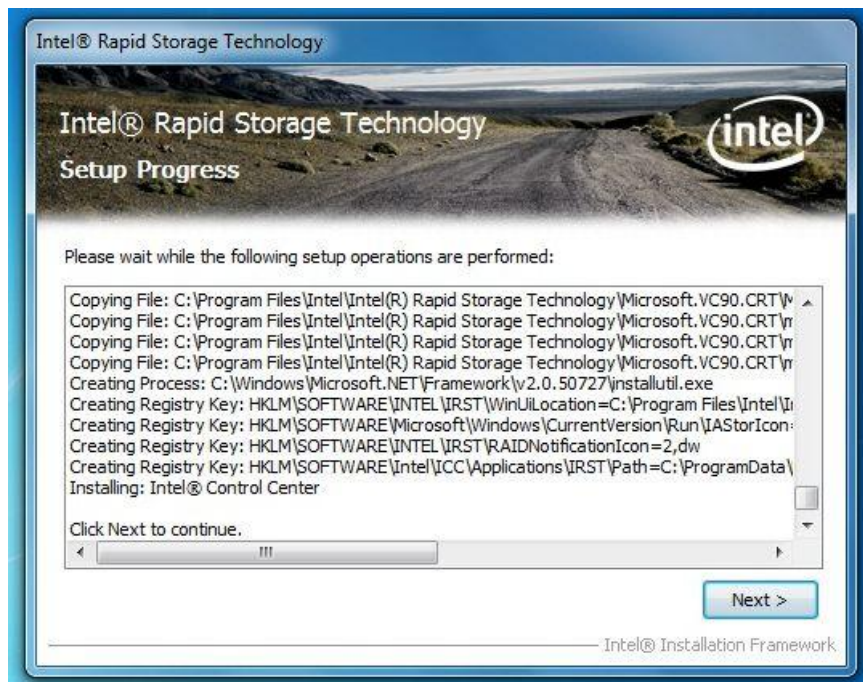 Intel® Rapid Storage Technology
Intel® Rapid Storage Technology
Setup Progress
intel
Please wait while the following setup operations are performed:
Copying File: C:\Program Files\Intel\Intel(R) Rapid Storage Technology\Microsoft.VC90.CRT\M
Copying File: C:\Program Files\Intel\Intel(R) Rapid Storage Technology\Microsoft.VC90.CRT\m
Copying File: C:\Program Files\Intel\Intel(R) Rapid Storage Technology\Microsoft.VC90.CRT\m
Copying File: C:\Program Files\Intel\Intel(R) Rapid Storage Technology\Microsoft.VC90.CRT\m
Creating Process: C:\Windows\Microsoft.NET\Framework\v2.0.50727\installutil.exe
Creating Registry Key: HKLM\SOFTWARE\INTEL\IRST\WinUiLocation=C:\Program Files\Intel\I
Creating Registry Key: HKLM\SOFTWARE\Microsoft\Windows\CurrentVersion\Run\IAStorIcon=
Creating Registry Key: HKLM\SOFTWARE\INTEL\IRST\RAIDNotificationIcon=2,dw
Creating Registry Key: HKLM\SOFTWARE\Intel\ICC\Applications\IRST\Path=C:\ProgramData\
Installing: Intel® Control Center
Click Next to continue.
Next >
Intel® Installation Framework